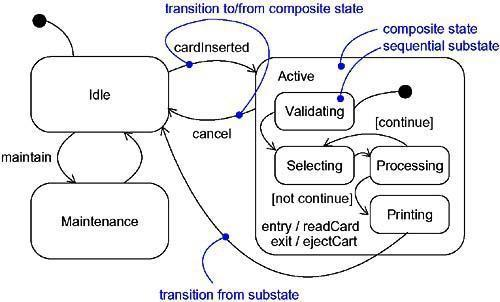 transition to/from composite state
cardInserted
composite state
sequential substate
Active
Idle
Validating
[continue]
cancel
maintain
Selecting
Processing
[not continue]
Maintenance
Printing
entry / readCard
exit / ejectCart
transition from substate